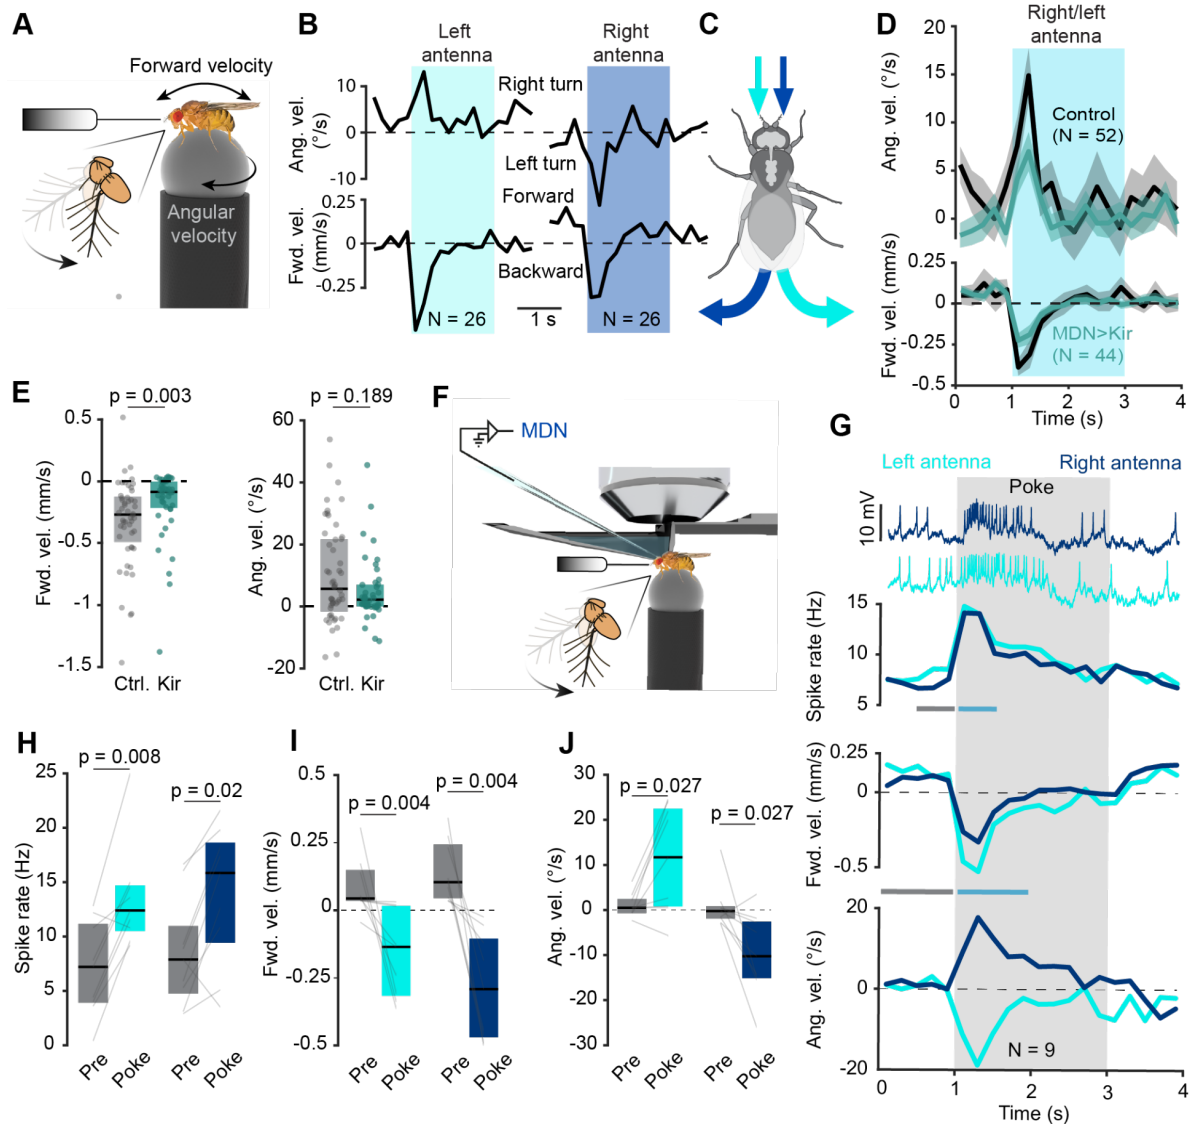 A
Forward velocity
Angular
velocity
B
Left
antenna
Right
antenna
Ang. vel.
(°/s)
10
0
-10
Right turn
Left turn
Forward
Backward
Fwd. vel.
(mm/s)
0.25
0
-0.25
N = 26
1 s
N = 26
C
D
Right/left
antenna
Ang. vel. (°/s)
20
15
10
5
0
Control
(N = 52)
Fwd. vel. (mm/s)
0.25
0
-0.25
-0.5
MDN>Kir
(N = 44)
0 1 2 3 4
Time (s)
E
p = 0.003
Fwd. vel. (mm/s)
0.5
0
-0.5
-1
-1.5
Ctrl. Kir
p = 0.189
Ang. vel. (°/s)
60
40
20
0
-20
Ctrl. Kir
F
MDN
G
Left antenna
Right antenna
Poke
10 mV
Spike rate (Hz)
15
10
5
Fwd. vel. (mm/s)
0.25
0
-0.5
Ang. vel. (°/s)
20
0
-20
N = 9
0 1 2 3 4
Time (s)
H
p = 0.008
p = 0.02
Spike rate (Hz)
25
20
15
10
5
0
Pre Poke Pre Poke
I
p = 0.004
p = 0.004
Fwd. vel. (mm/s)
0.5
0.25
0
-0.25
-0.5
Pre Poke Pre Poke
J
p = 0.027
p = 0.027
Ang. vel. (°/s)
30
20
10
0
-10
-20
-30
Pre Poke Pre Poke